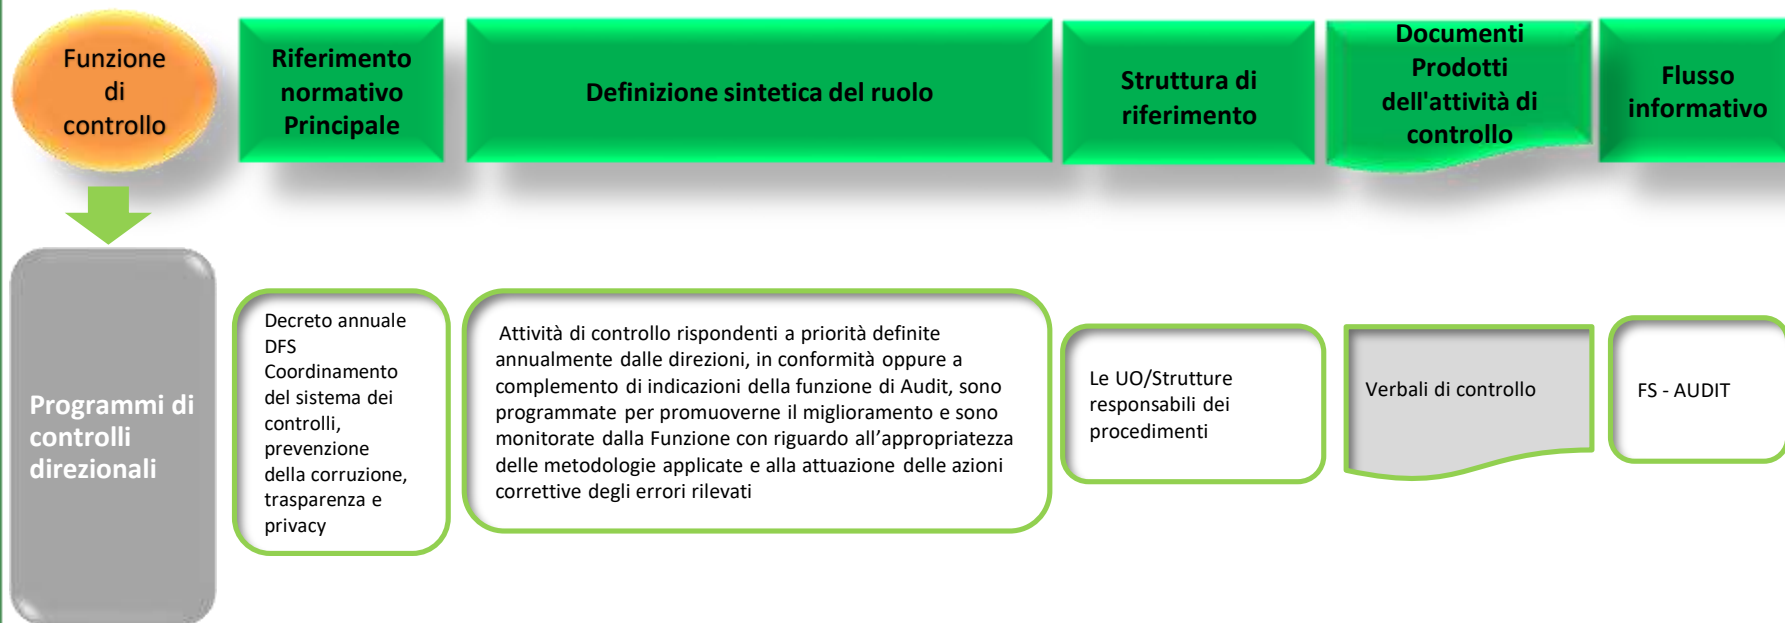 Funzione
di
controllo
Riferimento
normativo
Principale
Definizione sintetica del ruolo
Struttura di
riferimento
Documenti
Prodotti
dell'attività di
controllo
Flusso
informativo
Programmi di
controlli
direzionali
Decreto annuale
DFS
Coordinamento
del sistema dei
controlli,
prevenzione
della corruzione,
trasparenza e
privacy
Attività di controllo rispondenti a priorità definite
annualmente dalle direzioni, in conformità oppure a
complemento di indicazioni della funzione di Audit, sono
programmate per promuoverne il miglioramento e sono
monitorate dalla Funzione con riguardo all’appropriatezza
delle metodologie applicate e alla attuazione delle azioni
correttive degli errori rilevati
Le UO/Strutture
responsabili dei
procedimenti
Verbali di controllo
FS - AUDIT